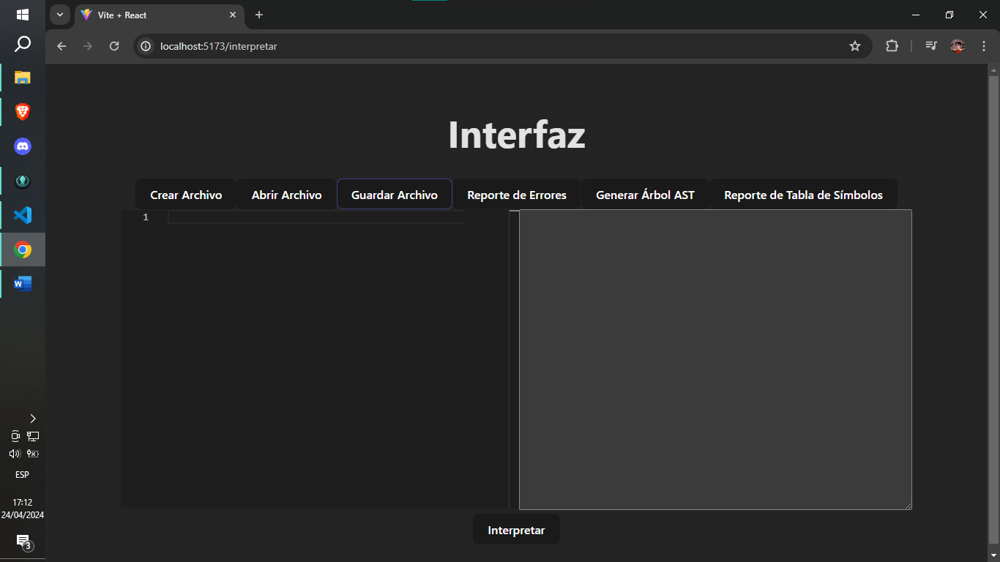 Vite + React
localhost:5173/interpretar
Interfaz
Crear Archivo Abrir Archivo Guardar Archivo Reporte de Errores Generar Árbol AST Reporte de Tabla de Símbolos
1
Interpretar
ESP
17:12
24/04/2024
3